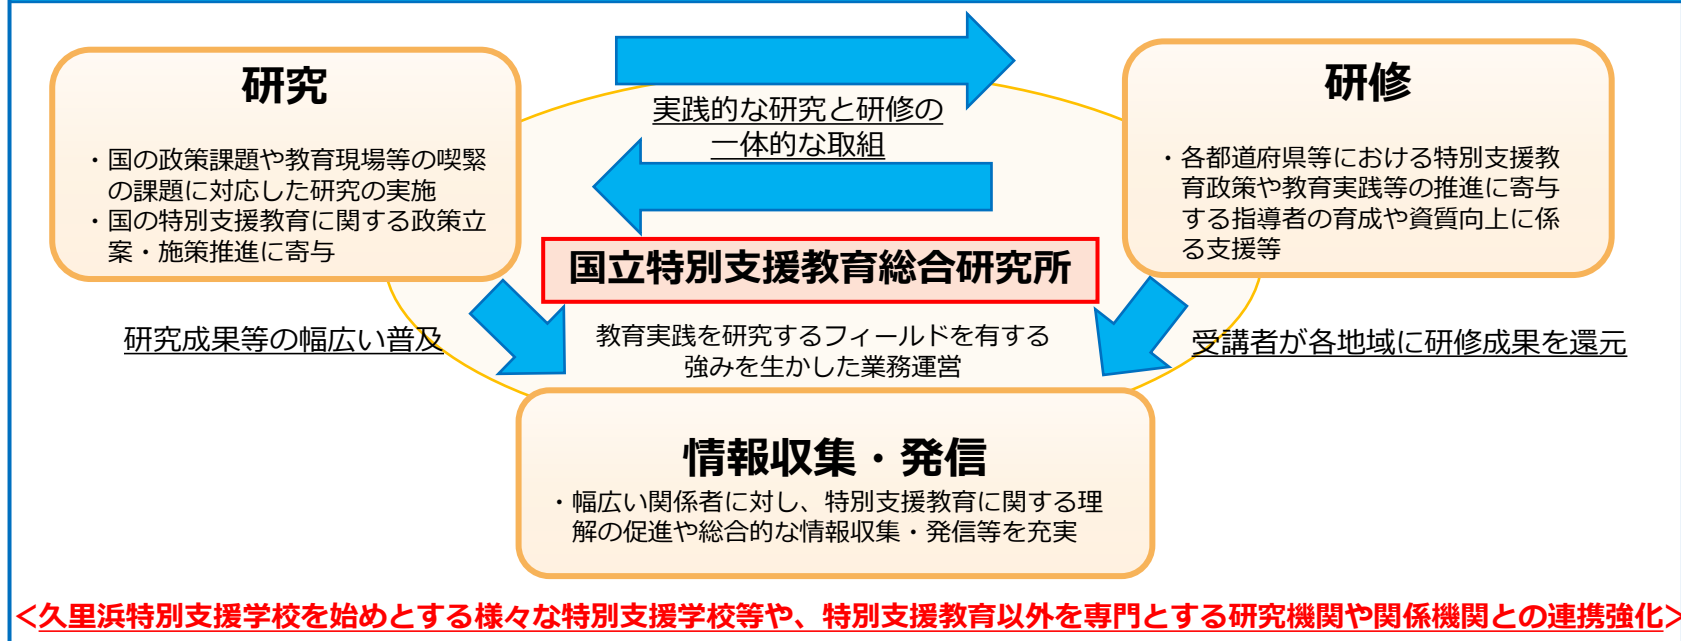 研究
・国の政策課題や教育現場等の喫緊
の課題に対応した研究の実施
・国の特別支援教育に関する政策立
案・施策推進に寄与
実践的な研究と研修の
一体的な取組
研修
・各都道府県等における特別支援教
育政策や教育実践等の推進に寄与
する指導者の育成や資質向上に係
る支援等
国立特別支援教育総合研究所
教育実践を研究するフィールドを有する
強みを生かした業務運営
研究成果等の幅広い普及
受講者が各地域に研修成果を還元
情報収集・発信
・幅広い関係者に対し、特別支援教育に関する理
解の促進や総合的な情報収集・発信等を充実
<久里浜特別支援学校を始めとする様々な特別支援学校等や、特別支援教育以外を専門とする研究機関や関係機関との連携強化>